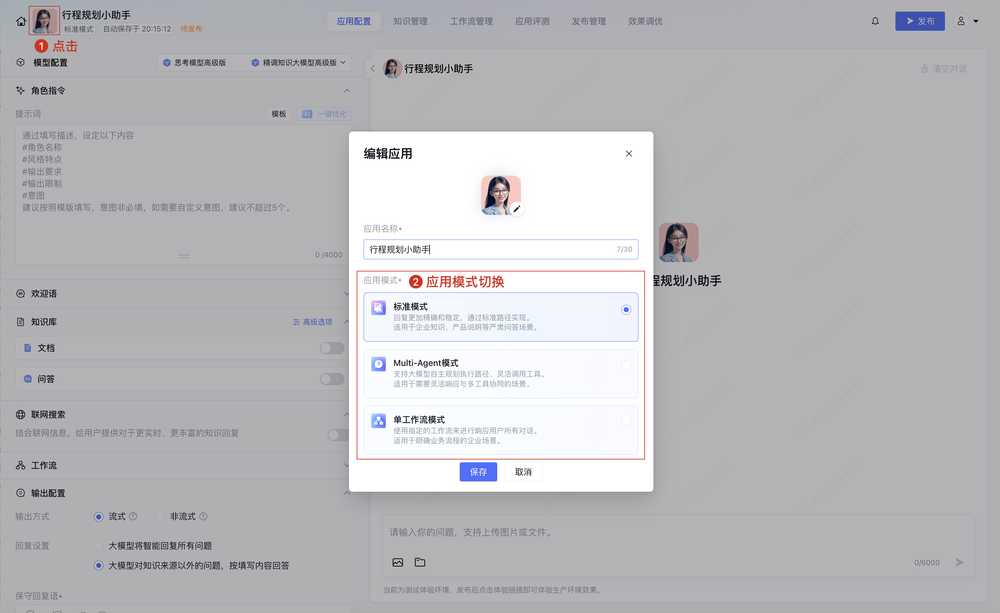 行程规划小助手
标准模式
自动保存于 20:15:12
待发布
应用配置
知识管理
工作流管理
应用评测
发布管理
效果调优
发布
1 点击
模型配置
思考模型高级版
精调知识大模型高级版
角色指令
提示词
模板
AI 一键优化
通过填写描述，设定以下内容
#角色名称
#风格特点
#输出要求
#输出限制
#意图
建议按照模版填写，意图非必填，如需要自定义意图，建议不超过5个。
0 /4000
Hi 欢迎语
知识库
高级选项
文档
QA 问答
联网搜索
结合联网信息，给用户提供对于更实时、更丰富的知识回复
工作流
输出配置
输出方式
流式 ?
非流式 ?
回复设置
大模型将智能回复所有问题
大模型对知识来源以外的问题，按填写内容回答
保守回复语*
行程规划小助手
清空对话
编辑应用
应用名称*
行程规划小助手
7/30
应用模式*
2 应用模式切换
标准模式
回复更加精确和稳定，通过标准路径实现。
适用于企业知识、产品说明等严肃问答场景。
Multi-Agent模式
支持大模型自主规划执行路径、灵活调用工具。
适用于需要灵活响应与多工具协同的场景。
单工作流模式
使用指定的工作流来进行响应用户所有对话。
适用于明确业务流程的企业场景。
保存
取消
程规划小助手
请输入你的问题，支持上传图片或文件。
0/6000
当前为测试体验环境，发布后点击体验链接即可体验生产环境效果。
AI生成内容仅供参考